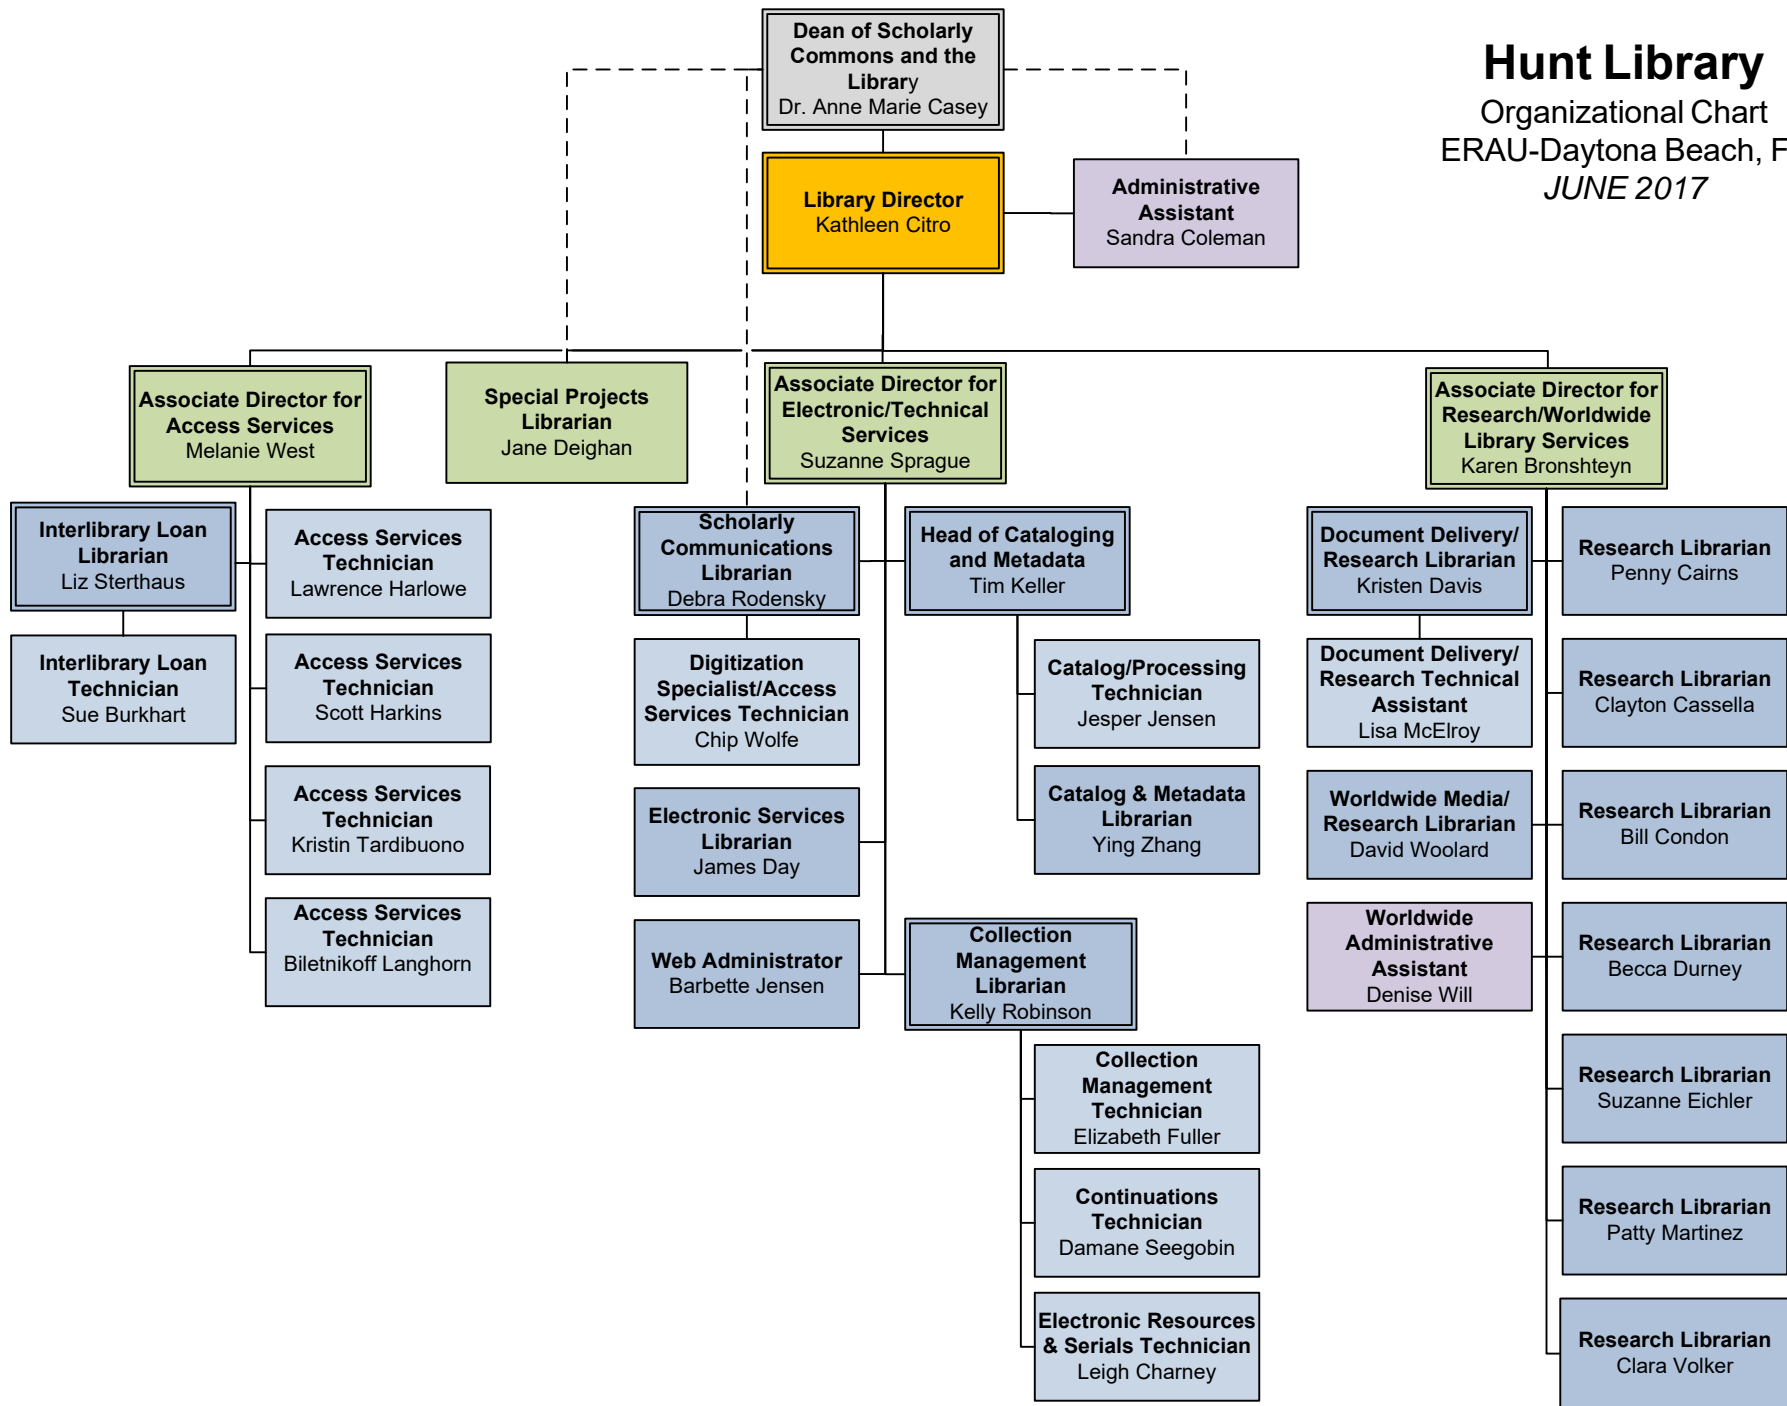 Dean of Scholarly
Commons and the
Library
Dr. Anne Marie Casey
Hunt Library
Organizational Chart
ERAU-Daytona Beach, F
JUNE 2017
Library Director
Kathleen Citro
Administrative
Assistant
Sandra Coleman
Associate Director for
Access Services
Melanie West
Special Projects
Librarian
Jane Deighan
Associate Director for
Electronic/Technical
Services
Suzanne Sprague
Associate Director for
Research/Worldwide
Library Services
Karen Bronshteyn
Interlibrary Loan
Librarian
Liz Sterthaus
Interlibrary Loan
Technician
Sue Burkhart
Access Services
Technician
Lawrence Harlowe
Access Services
Technician
Scott Harkins
Access Services
Technician
Kristin Tardibuono
Access Services
Technician
Biletnikoff Langhorn
Scholarly
Communications
Librarian
Debra Rodensky
Digitization
Specialist/Access
Services Technician
Chip Wolfe
Electronic Services
Librarian
James Day
Web Administrator
Barbette Jensen
Head of Cataloging
and Metadata
Tim Keller
Catalog/Processing
Technician
Jesper Jensen
Catalog & Metadata
Librarian
Ying Zhang
Collection
Management
Librarian
Kelly Robinson
Collection
Management
Technician
Elizabeth Fuller
Continuations
Technician
Damane Seegobin
Electronic Resources
& Serials Technician
Leigh Charney
Document Delivery/
Research Librarian
Kristen Davis
Document Delivery/
Research Technical
Assistant
Lisa McElroy
Worldwide Media/
Research Librarian
David Woolard
Worldwide
Administrative
Assistant
Denise Will
Research Librarian
Penny Cairns
Research Librarian
Clayton Cassella
Research Librarian
Bill Condon
Research Librarian
Becca Durney
Research Librarian
Suzanne Eichler
Research Librarian
Patty Martinez
Research Librarian
Clara Volker